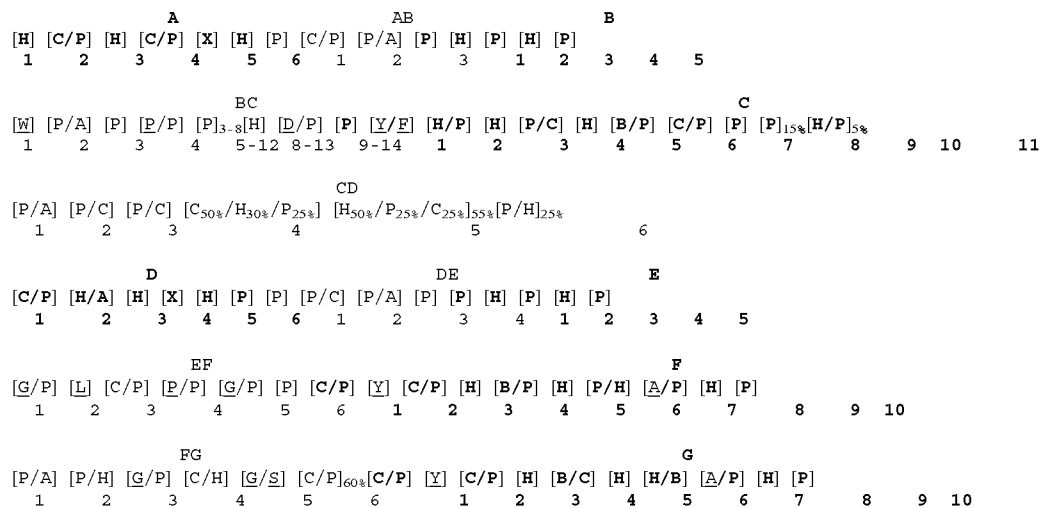 A AB B
[H] [C/P] [H] [C/P] [X] [H] [P] [C/P] [P/A] [P] [H] [P] [H] [P]
1 2 3 4 5 6 1 2 3 1 2 3 4 5
BC C
[W] [P/A] [P] [P/P] [P]3-8[H] [D/P] [P] [Y/F] [H/P] [H] [P/C] [H] [B/P] [C/P] [P] [P]15%[H/P]5%
1 2 3 4 5-12 8-13 9-14 1 2 3 4 5 6 7 8 9 10 11
CD
[P/A] [P/C] [P/C] [C50%/H30%/P25%] [H50%/P25%/C25%]55%[P/H]25%
1 2 3 4 5 6
D DE E
[C/P] [H/A] [H] [X] [H] [P] [P] [P/C] [P/A] [P] [P] [H] [P] [H] [P]
1 2 3 4 5 6 1 2 3 4 1 2 3 4 5
EF F
[G/P] [L] [C/P] [P/P] [G/P] [P] [C/P] [Y] [C/P] [H] [B/P] [H] [P/H] [A/P] [H] [P]
1 2 3 4 5 6 1 2 3 4 5 6 7 8 9 10
FG G
[P/A] [P/H] [G/P] [C/H] [G/S] [C/P]60%[C/P] [Y] [C/P] [H] [B/C] [H] [H/B] [A/P] [H] [P]
1 2 3 4 5 6 1 2 3 4 5 6 7 8 9 10